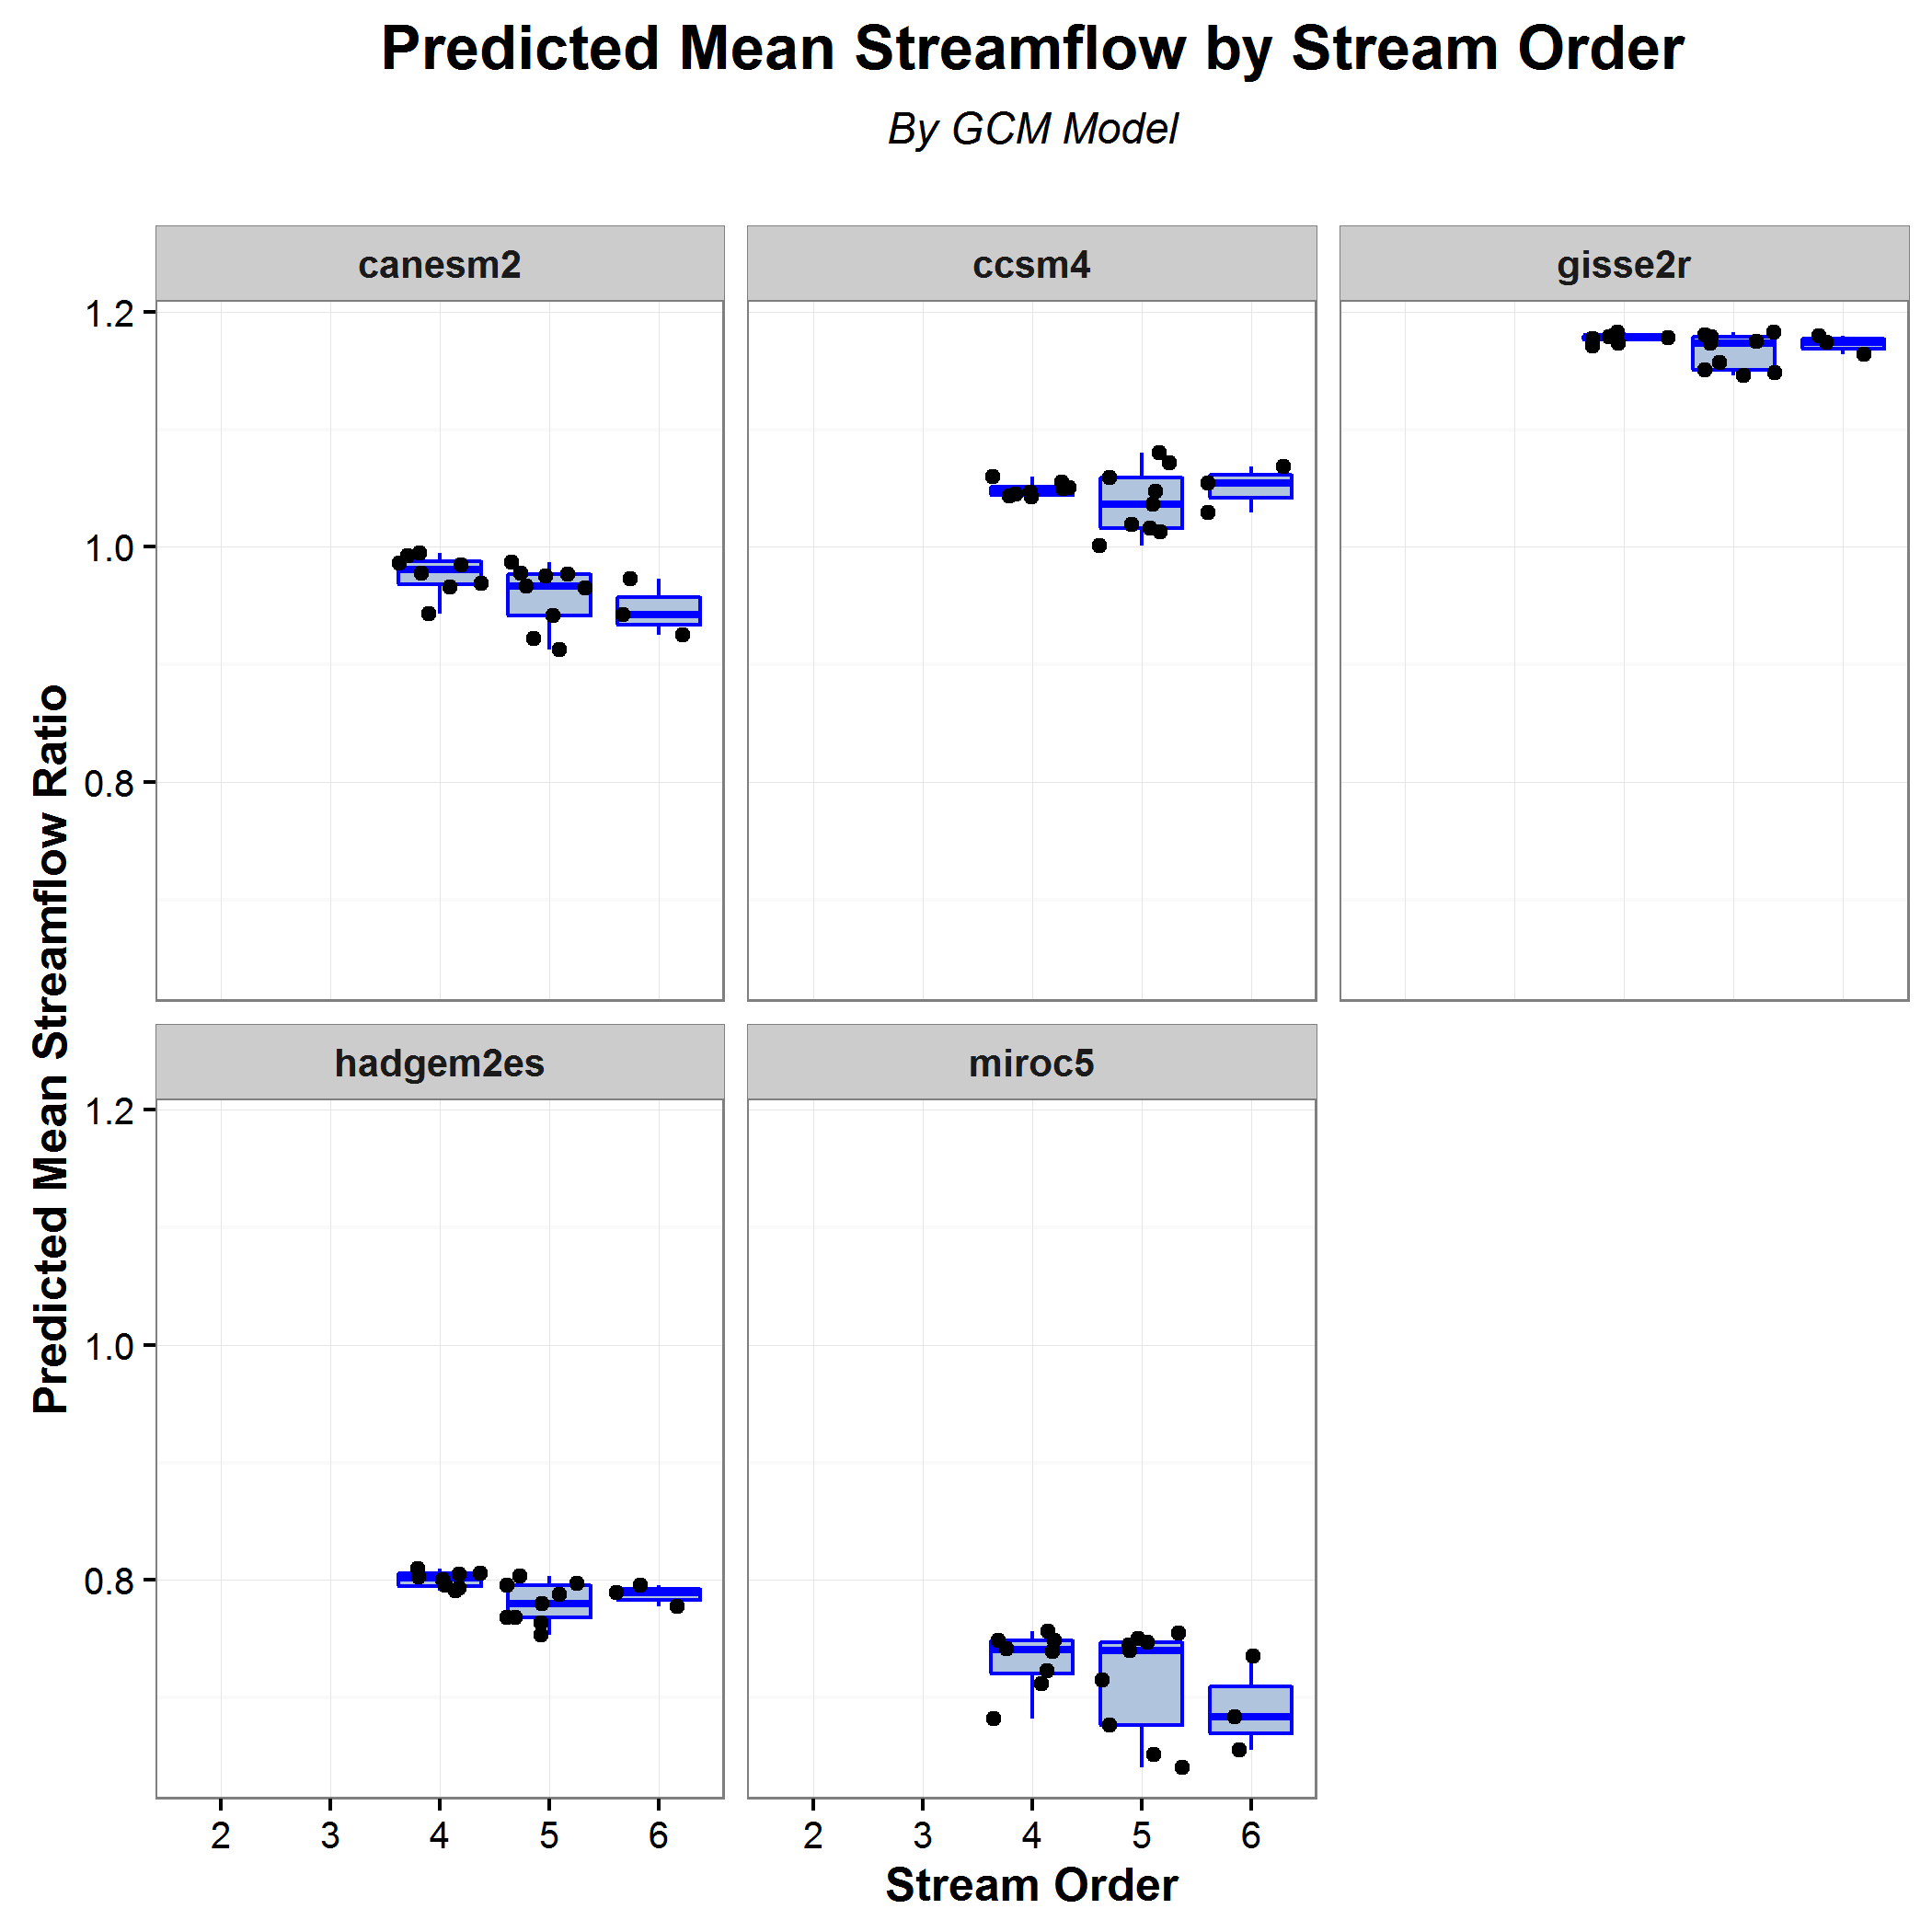 Predicted Mean Streamflow by Stream Order
By GCM Model
canesm2
ccsm4
gisse2r
1.2
1.0
0.8
Predicted Mean Streamflow Ratio
hadgem2es
miroc5
1.2
1.0
0.8
2 3 4 5 6
2 3 4 5 6
Stream Order